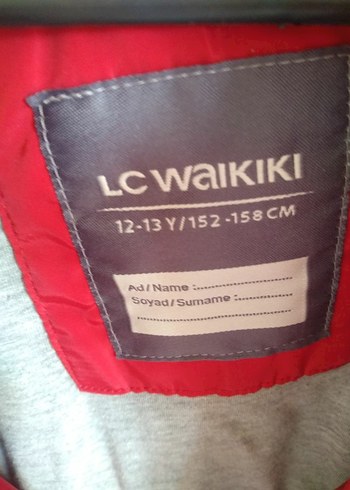 LC WAIKIKI
12-13 Y/152-158 CM
Ad/Name :
Soyad/Surname :